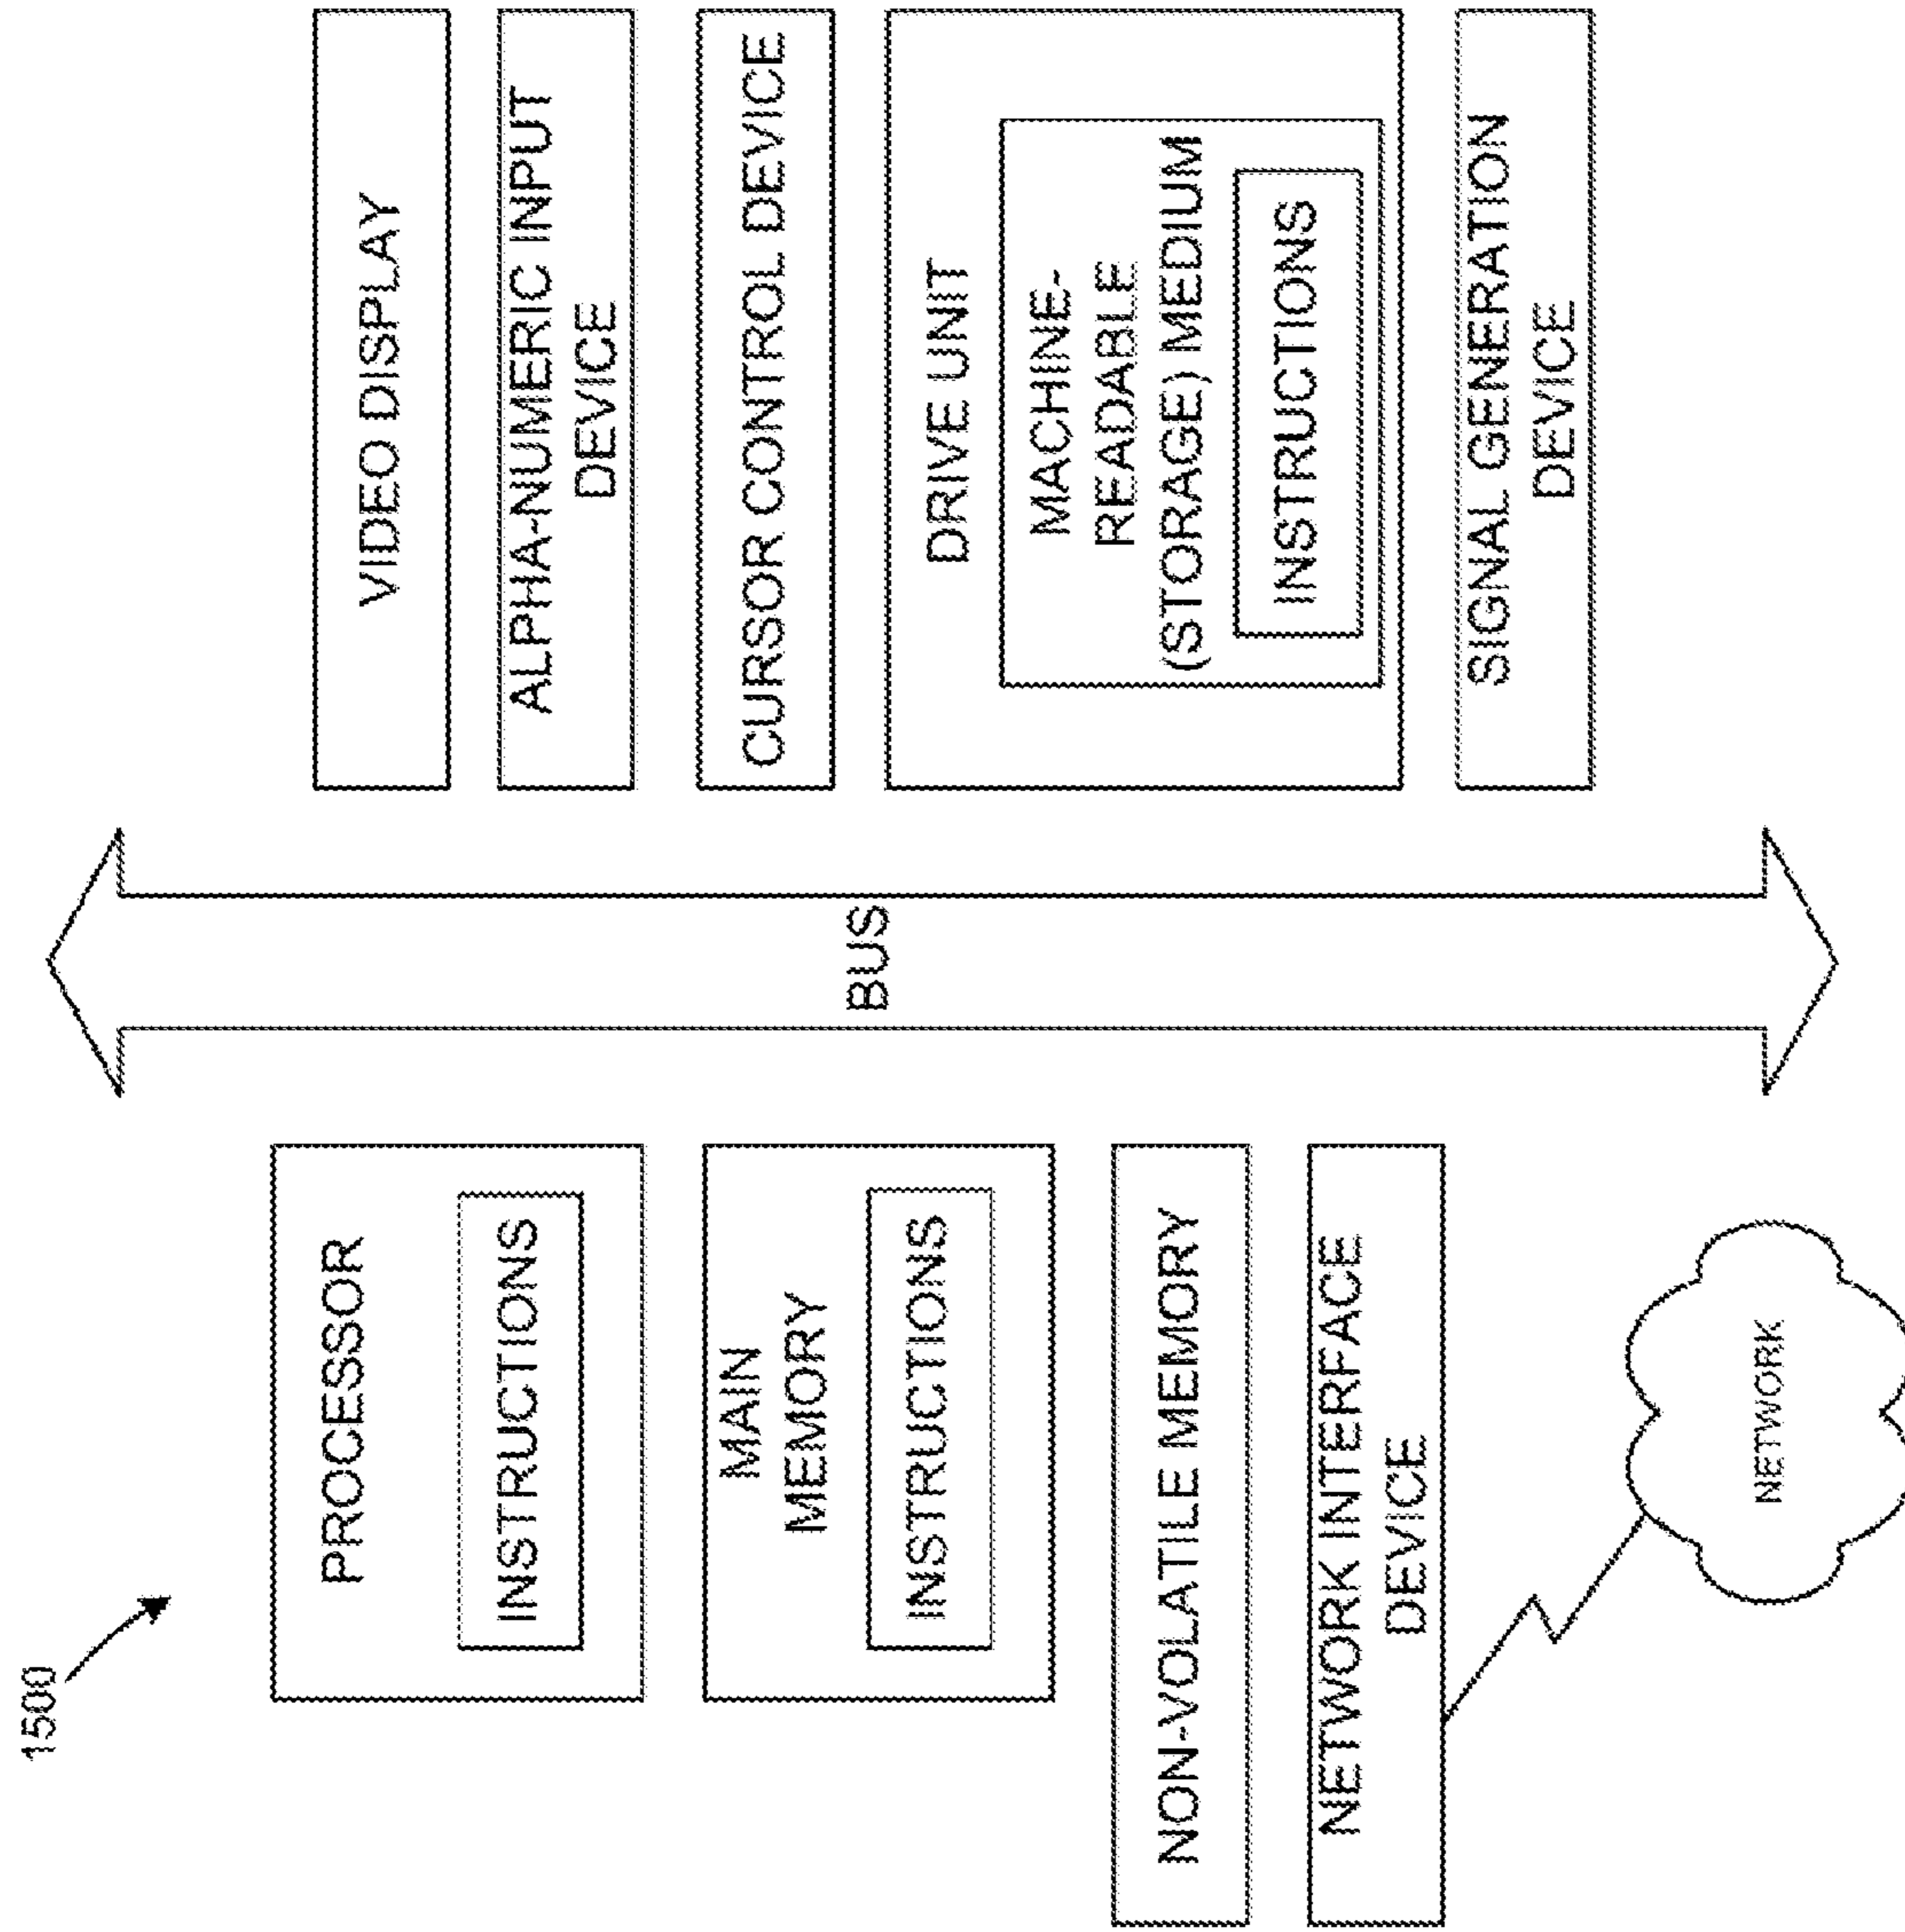 1500
PROCESSOR
INSTRUCTIONS
MAIN
MEMORY
INSTRUCTIONS
NON-VOLATILE MEMORY
NETWORK INTERFACE
DEVICE
NETWORK
BUS
VIDEO DISPLAY
ALPHA-NUMERIC INPUT
DEVICE
CURSOR CONTROL DEVICE
DRIVE UNIT
MACHINE-
READABLE
(STORAGE) MEDIUM
INSTRUCTIONS
SIGNAL GENERATION
DEVICE